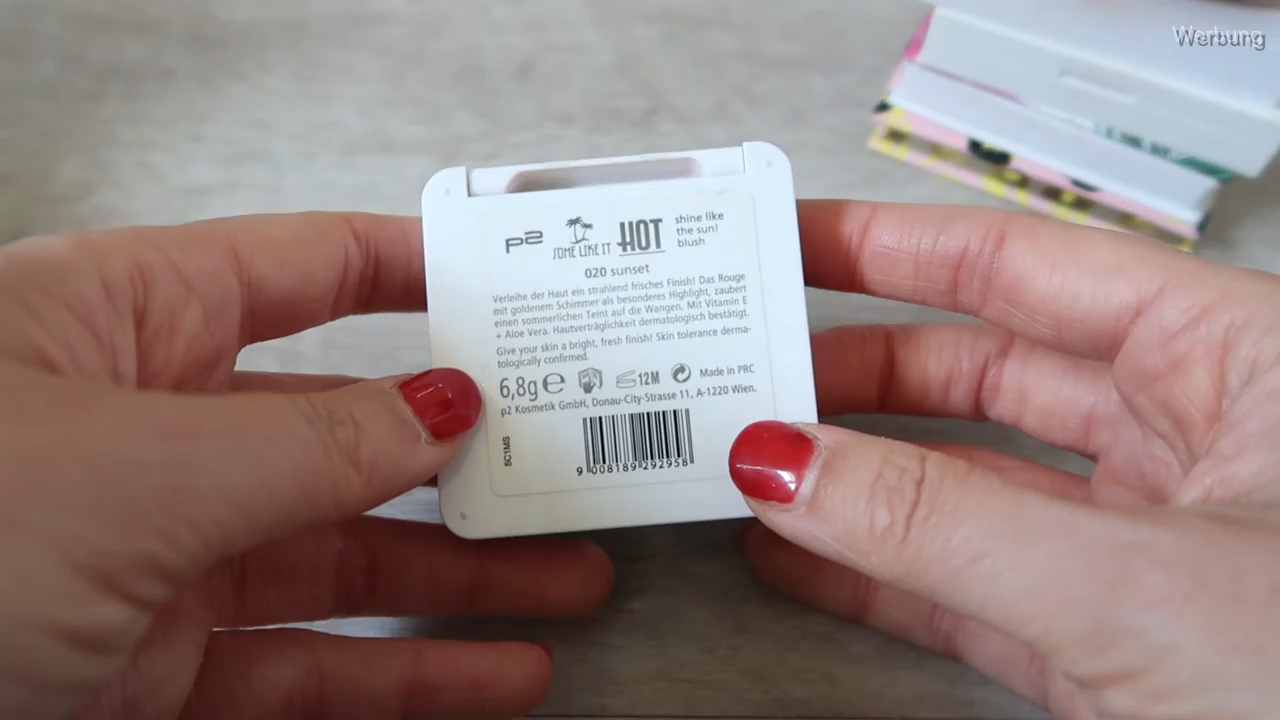 Werbung
p2 SOME LIKE IT HOT shine like
the sun!
blush
020 sunset
Verleihe der Haut ein strahlend frisches Finish! Das Rouge
mit goldenem Schimmer als besonderes Highlight, zaubert
einen sommerlichen Teint auf die Wangen. Mit Vitamin E
+ Aloe Vera. Hautverträglichkeit dermatologisch bestätigt.
Give your skin a bright, fresh finish! Skin tolerance derma-
tologically confirmed.
6,8g e 12M Made in PRC
p2 Kosmetik GmbH, Donau-City-Strasse 11, A-1220 Wien.
5C1MS
9 008189 292958